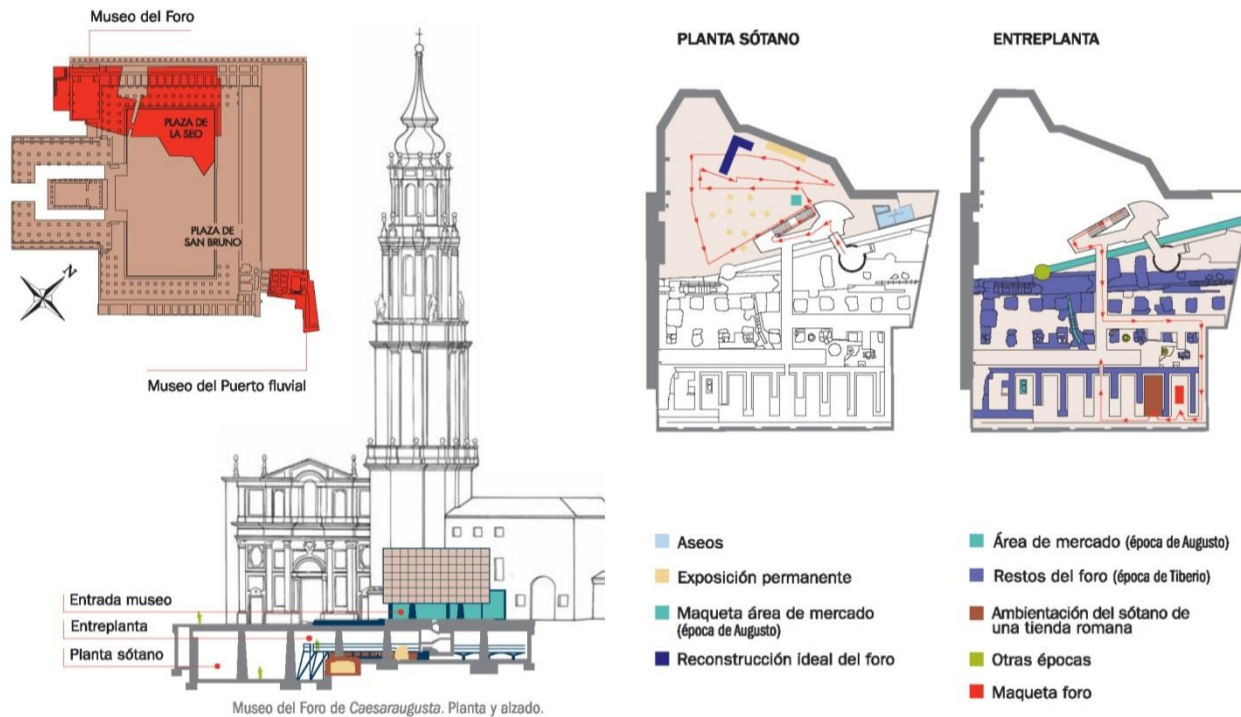 Museo del Foro
PLAZA DE
LA SEO
PLAZA DE
SAN BRUNO
N
Museo del Puerto fluvial
Entrada museo
Entreplanta
Planta sótano
Museo del Foro de Caesaraugusta. Planta y alzado.
PLANTA SÓTANO
ENTREPLANTA
Aseos
Exposición permanente
Maqueta área de mercado
(época de Augusto)
Reconstrucción ideal del foro
Área de mercado (época de Augusto)
Restos del foro (época de Tiberio)
Ambientación del sótano de
una tienda romana
Otras épocas
Maqueta foro